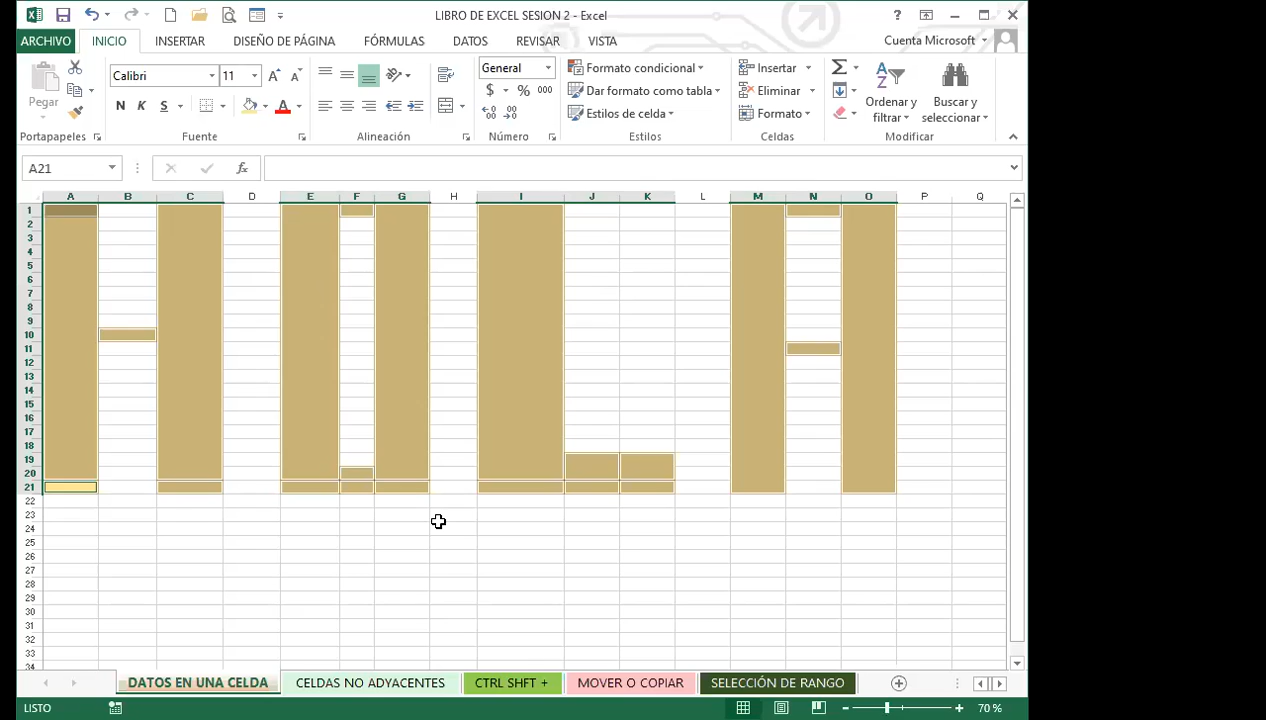 LIBRO DE EXCEL SESION 2 - Excel
?
ARCHIVO INICIO INSERTAR DISEÑO DE PÁGINA FÓRMULAS DATOS REVISAR VISTA Cuenta Microsoft
Pegar
Portapapeles
Calibri 11
N K S
Fuente
Alineación
General
$ % 000
Número
Formato condicional
Dar formato como tabla
Estilos de celda
Estilos
Insertar
Eliminar
Formato
Celdas
Ordenar y filtrar
Buscar y seleccionar
Modificar
A21 fx
A B C D E F G H I J K L M N O P Q
1
2
3
4
5
6
7
8
9
10
11
12
13
14
15
16
17
18
19
20
21
22
23
24
25
26
27
28
29
30
31
32
33
34
DATOS EN UNA CELDA CELDAS NO ADYACENTES CTRL SHFT + MOVER O COPIAR SELECCIÓN DE RANGO
LISTO 70 %